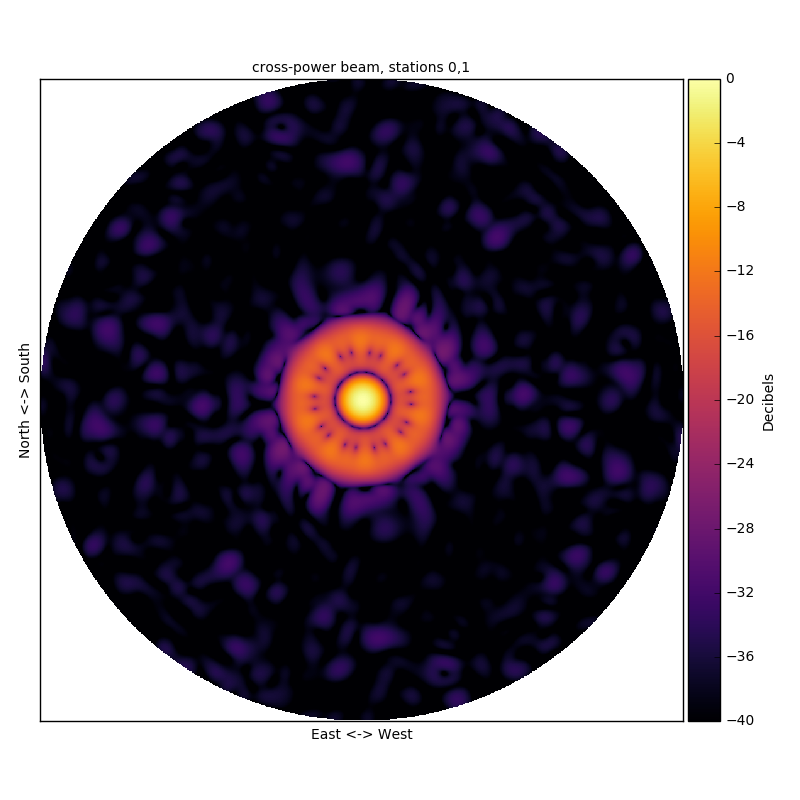 cross-power beam, stations 0,1
0
−4
−8
−12
−16
−20
−24
−28
−32
−36
−40
Decibels
North <-> South
East <-> West